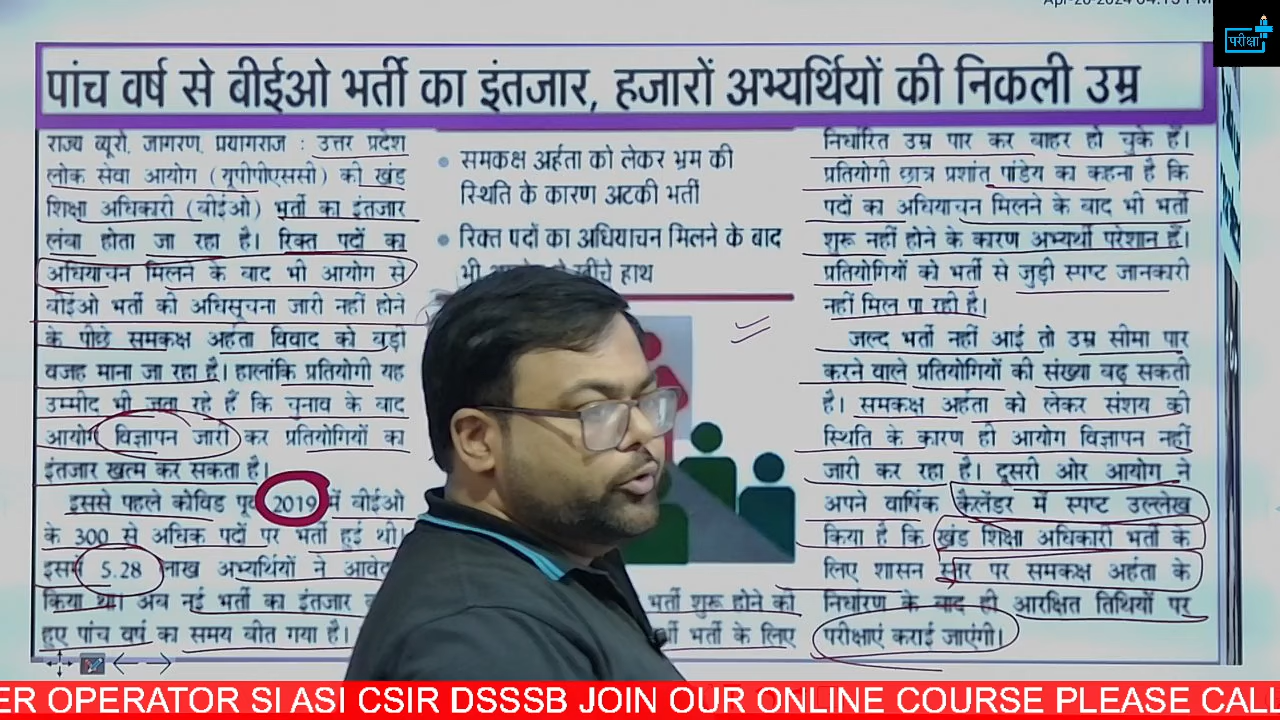 Apr-20-2024 04:13 PM
परीक्षा
पांच वर्ष से बीईओ भर्ती का इंतजार, हजारों अभ्यर्थियों की निकली उम्र
राज्य ब्यूरो, जागरण, प्रयागराज : उत्तर प्रदेश
लोक सेवा आयोग (यूपीपीएससी) की खंड
शिक्षा अधिकारी (बीईओ) भर्ती का इंतजार
लंबा होता जा रहा है। रिक्त पदों का
अधियाचन मिलने के बाद भी आयोग से
बीईओ भर्ती की अधिसूचना जारी नहीं होने
के पीछे समकक्ष अर्हता विवाद को बड़ी
वजह माना जा रहा है। हालांकि प्रतियोगी यह
उम्मीद भी जता रहे हैं कि चुनाव के बाद
आयोग विज्ञापन जारी कर प्रतियोगियों का
इंतजार खत्म कर सकता है।
इससे पहले कोविड पूर्व 2019 में बीईओ
के 300 से अधिक पदों पर भर्ती हुई थी।
इसमें 5.28 लाख अभ्यर्थियों ने
किया था। अब नई भर्ती का इंतजार
हुए पांच वर्ष का समय बीत गया है।
समकक्ष अर्हता को लेकर भ्रम की
स्थिति के कारण अटकी भर्ती
रिक्त पदों का अधियाचन मिलने के बाद
भी हाथ
भर्ती शुरू होने की
भर्ती के लिए
निर्धारित उम्र पार कर बाहर हो चुके हैं।
प्रतियोगी छात्र प्रशांत पांडेय का कहना है कि
पदों का अधियाचन मिलने के बाद भी भर्ती
शुरू नहीं होने के कारण अभ्यर्थी परेशान हैं।
प्रतियोगियों को भर्ती से जुड़ी स्पष्ट जानकारी
नहीं मिल पा रही है।
जल्द भर्ती नहीं आई तो उम्र सीमा पार
करने वाले प्रतियोगियों की संख्या बढ़ सकती
है। समकक्ष अर्हता को लेकर संशय की
स्थिति के कारण ही आयोग विज्ञापन नहीं
जारी कर रहा है। दूसरी ओर आयोग ने
अपने वार्षिक कैलेंडर में स्पष्ट उल्लेख
किया है कि खंड शिक्षा अधिकारी भर्ती के
लिए शासन स्तर पर समकक्ष अर्हता के
निर्धारण के बाद ही आरक्षित तिथियों पर
परीक्षाएं कराई जाएंगी।
ER OPERATOR SI ASI CSIR DSSSB JOIN OUR ONLINE COURSE PLEASE CALL